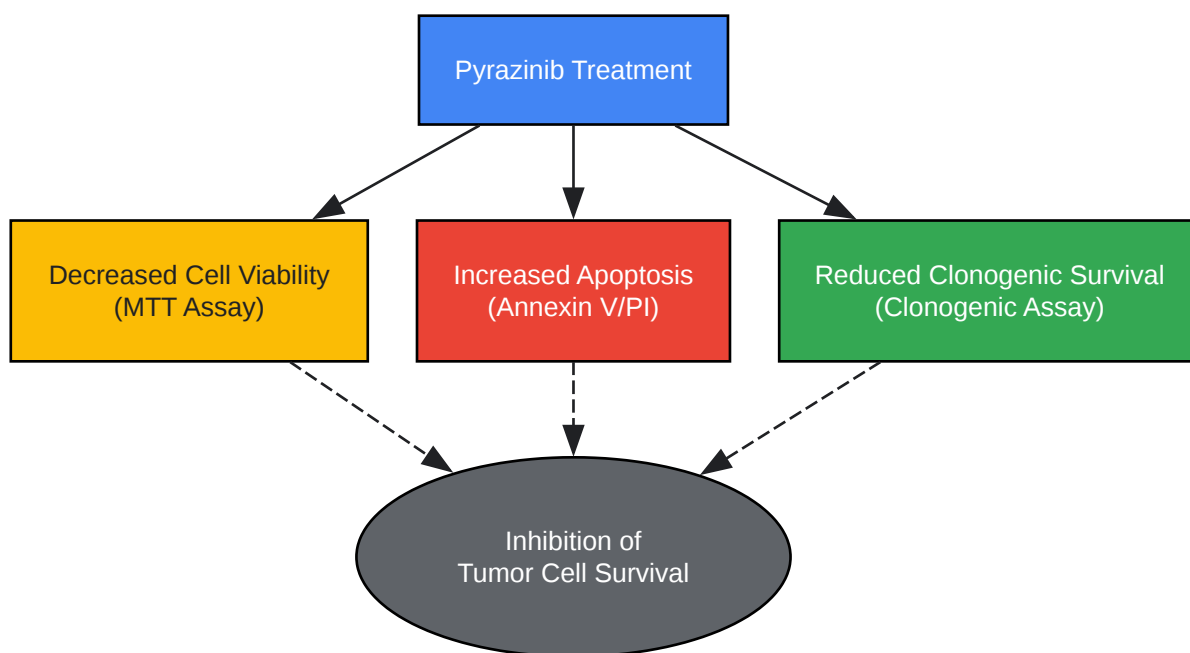 Pyrazinib Treatment
Decreased Cell Viability
(MTT Assay)
Increased Apoptosis
(Annexin V/PI)
Reduced Clonogenic Survival
(Clonogenic Assay)
Inhibition of
Tumor Cell Survival